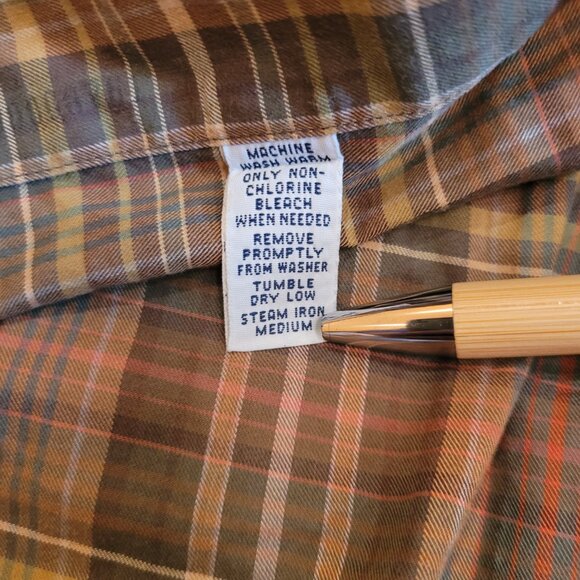 MACHINE
WASH WARM
ONLY NON-
CHLORINE
BLEACH
WHEN NEEDED
REMOVE
PROMPTLY
FROM WASHER
TUMBLE
DRY LOW
STEAM IRON
MEDIUM